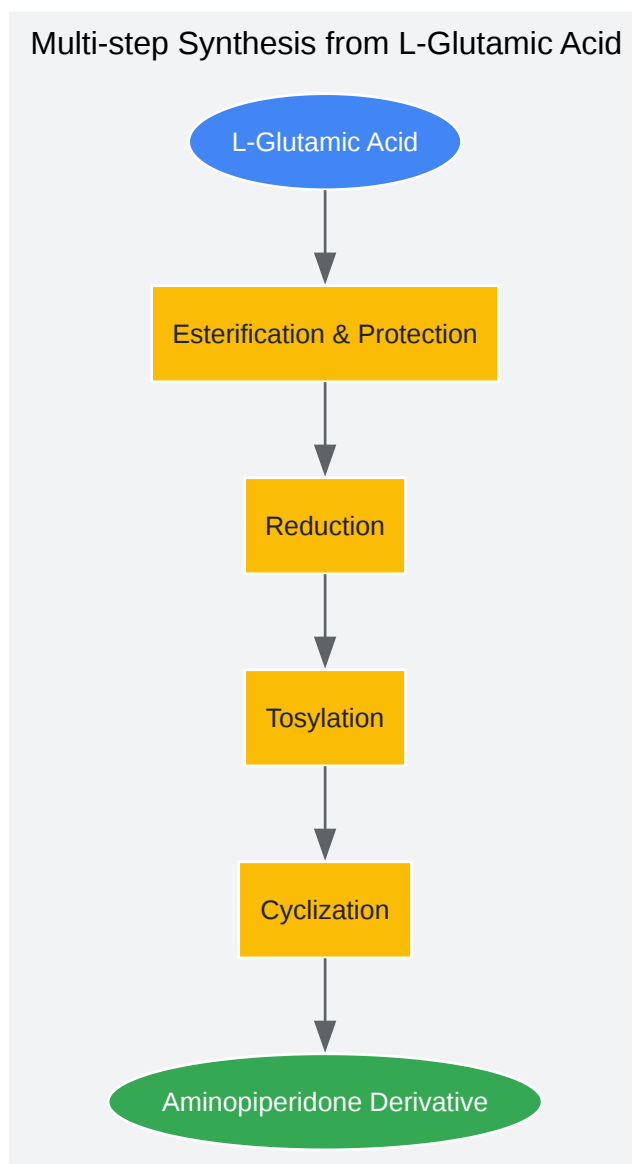 Multi-step Synthesis from L-Glutamic Acid
L-Glutamic Acid
Esterification & Protection
Reduction
Tosylation
Cyclization
Aminopiperidone Derivative